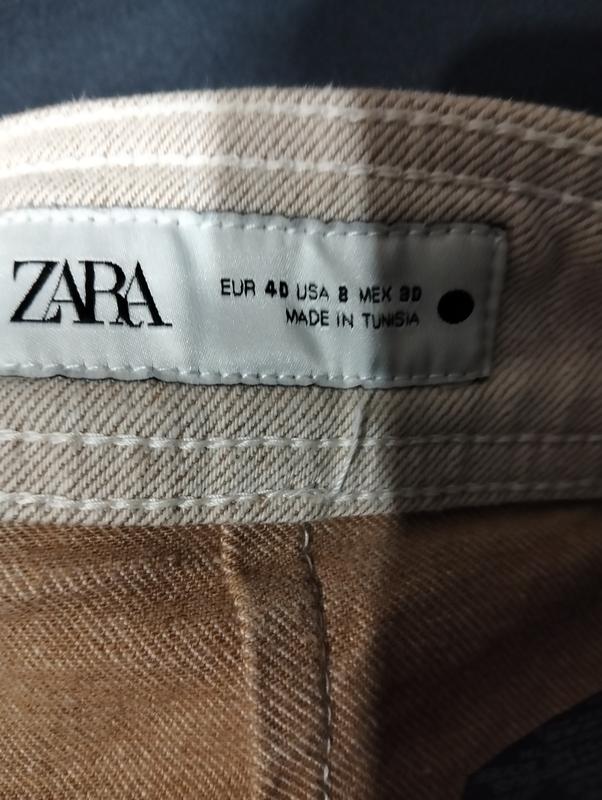 ZARA
EUR 40 USA 8 MEX 30
MADE IN TUNISIA